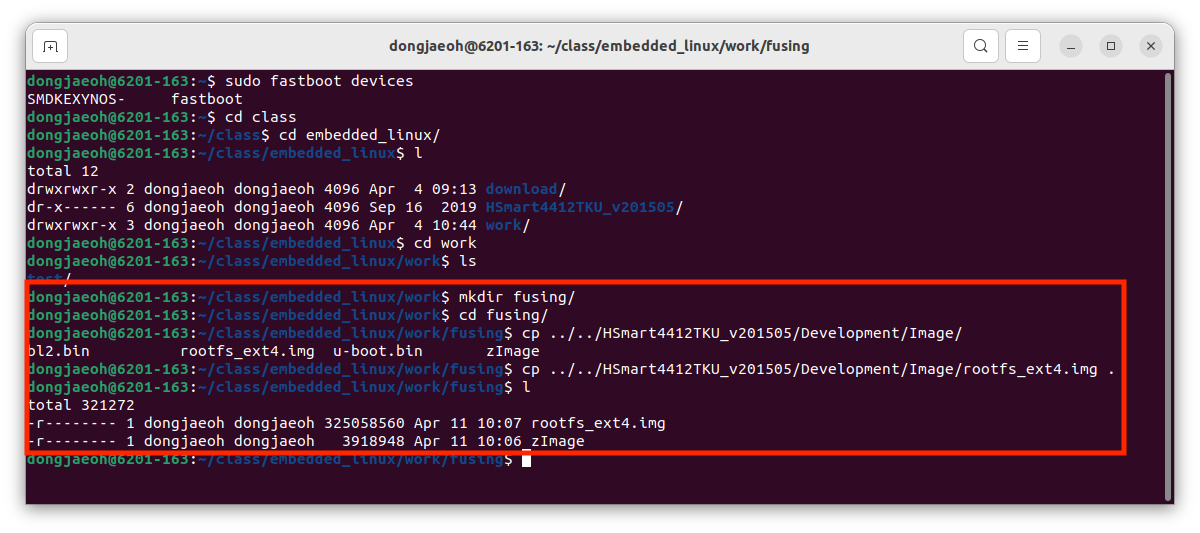 dongjaeoh@6201-163: ~/class/embedded_linux/work/fusing
dongjaeoh@6201-163:~$ sudo fastboot devices
SMDKEXYNOS-     fastboot
dongjaeoh@6201-163:~$ cd class
dongjaeoh@6201-163:~/class$ cd embedded_linux/
dongjaeoh@6201-163:~/class/embedded_linux$ l
total 12
drwxrwxr-x 2 dongjaeoh dongjaeoh 4096 Apr  4 09:13 download/
dr-x------ 6 dongjaeoh dongjaeoh 4096 Sep 16  2019 HSmart4412TKU_v201505/
drwxrwxr-x 3 dongjaeoh dongjaeoh 4096 Apr  4 10:44 work/
dongjaeoh@6201-163:~/class/embedded_linux$ cd work
dongjaeoh@6201-163:~/class/embedded_linux/work$ ls
test/
dongjaeoh@6201-163:~/class/embedded_linux/work$ mkdir fusing/
dongjaeoh@6201-163:~/class/embedded_linux/work$ cd fusing/
dongjaeoh@6201-163:~/class/embedded_linux/work/fusing$ cp ../../HSmart4412TKU_v201505/Development/Image/
bl2.bin          rootfs_ext4.img  u-boot.bin       zImage
dongjaeoh@6201-163:~/class/embedded_linux/work/fusing$ cp ../../HSmart4412TKU_v201505/Development/Image/rootfs_ext4.img .
dongjaeoh@6201-163:~/class/embedded_linux/work/fusing$ l
total 321272
-r-------- 1 dongjaeoh dongjaeoh 325058560 Apr 11 10:07 rootfs_ext4.img
-r-------- 1 dongjaeoh dongjaeoh   3918948 Apr 11 10:06 zImage
dongjaeoh@6201-163:~/class/embedded_linux/work/fusing$